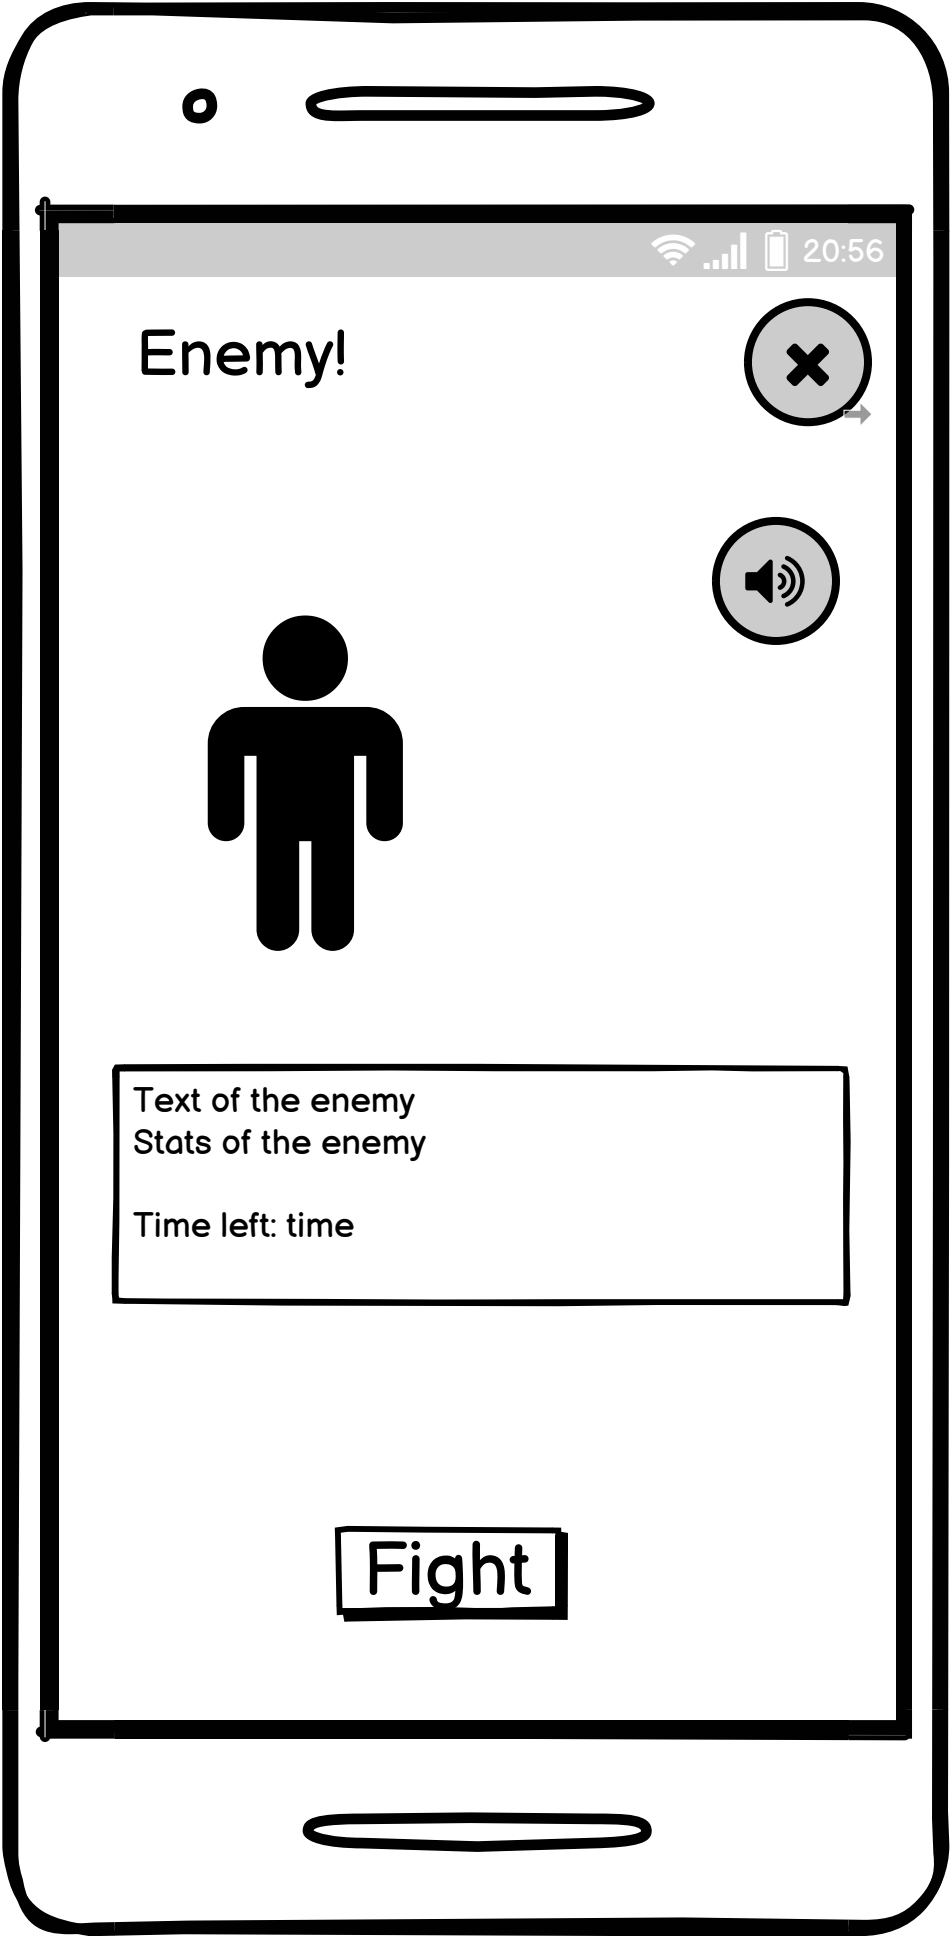 20:56
Enemy!
Text of the enemy
Stats of the enemy
Time left: time
Fight